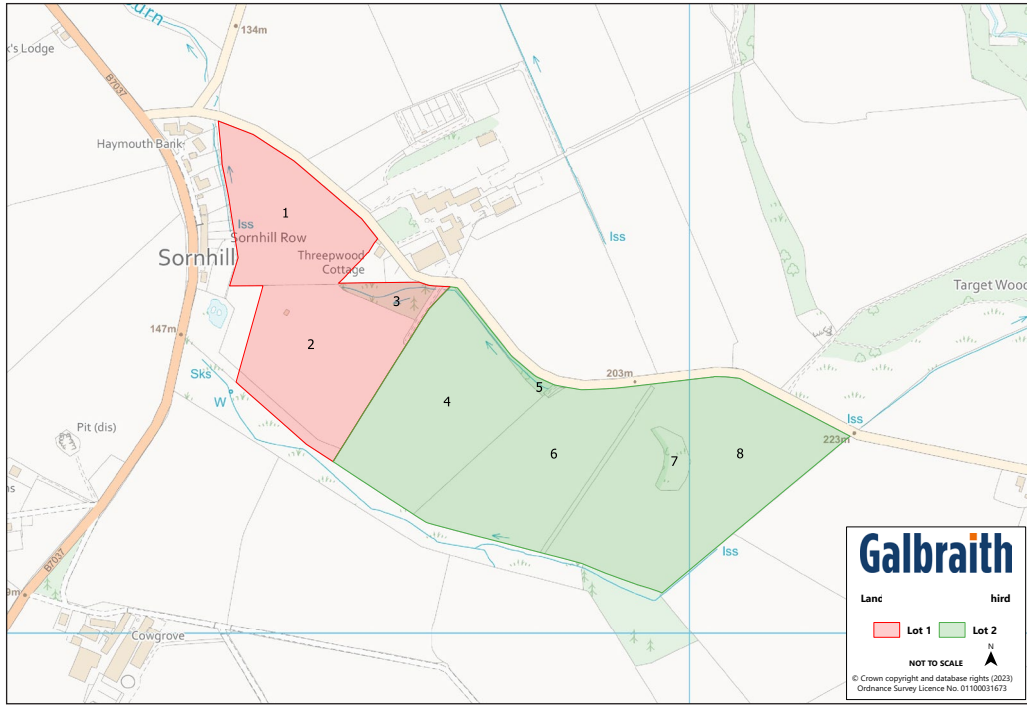 134m
B7037
Haymouth Bank
1
Iss
Sornhill Row
Sornhill
Threepwood
Cottage
Iss
3
Target Wood
147m
2
203m
5
4
Sks
W
Iss
223m
Pit (dis)
6
7
8
Iss
B7037
Cowgrove
Galbraith
Land hird
Lot 1 Lot 2
N
NOT TO SCALE
© Crown copyright and database rights (2023)
Ordnance Survey Licence No. 01100031673